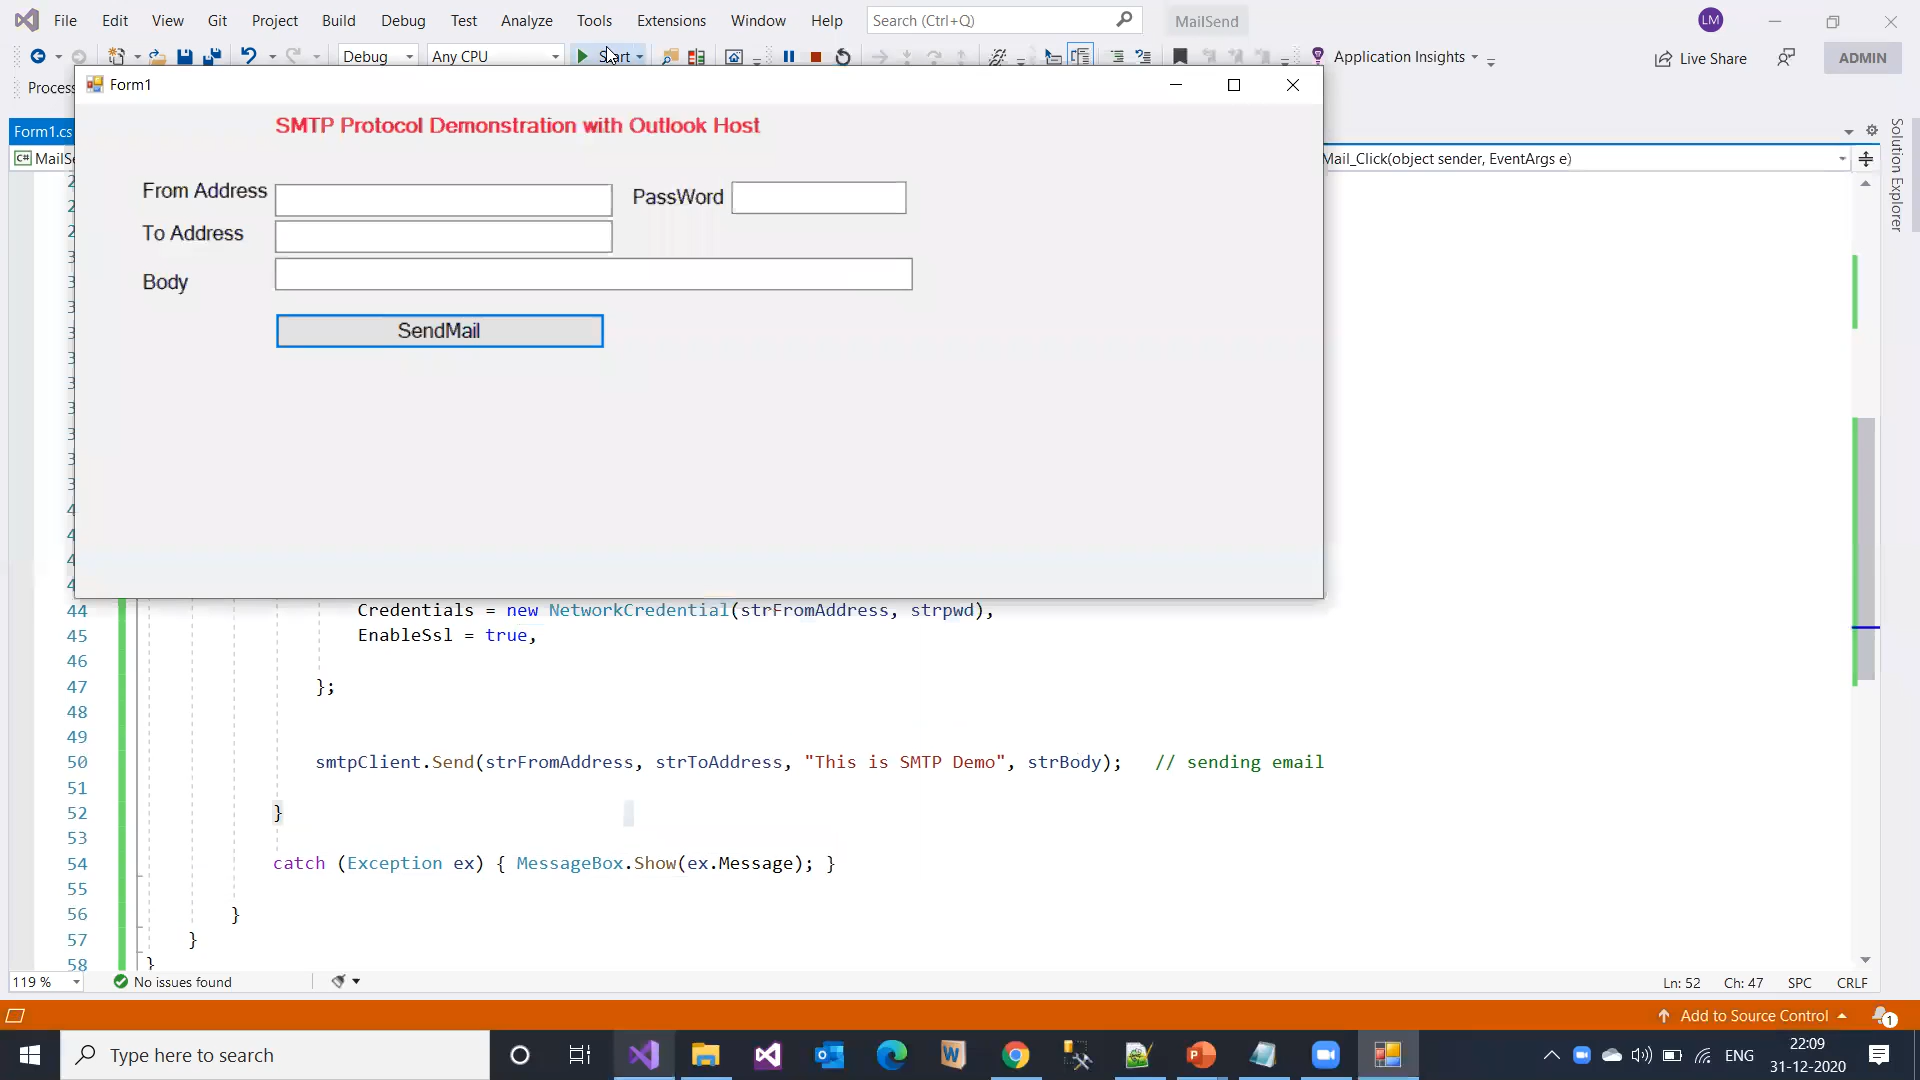 File Edit View Git Project Build Debug Test Analyze Tools Extensions Window Help Search (Ctrl+Q) MailSend LM
Debug Any CPU Start Application Insights Live Share ADMIN
Process
Form1
Form1.cs
SMTP Protocol Demonstration with Outlook Host
Mail_Click(object sender, EventArgs e)
Solution Explorer
From Address PassWord
To Address
Body
SendMail
44 Credentials = new NetworkCredential(strFromAddress, strpwd),
45 EnableSsl = true,
46
47 };
48
49
50 smtpClient.Send(strFromAddress, strToAddress, "This is SMTP Demo", strBody); // sending email
51
52 }
53
54 catch (Exception ex) { MessageBox.Show(ex.Message); }
55
56 }
57 }
58 }
119 % No issues found Ln: 52 Ch: 47 SPC CRLF
Add to Source Control 1
Type here to search ENG 22:09
31-12-2020